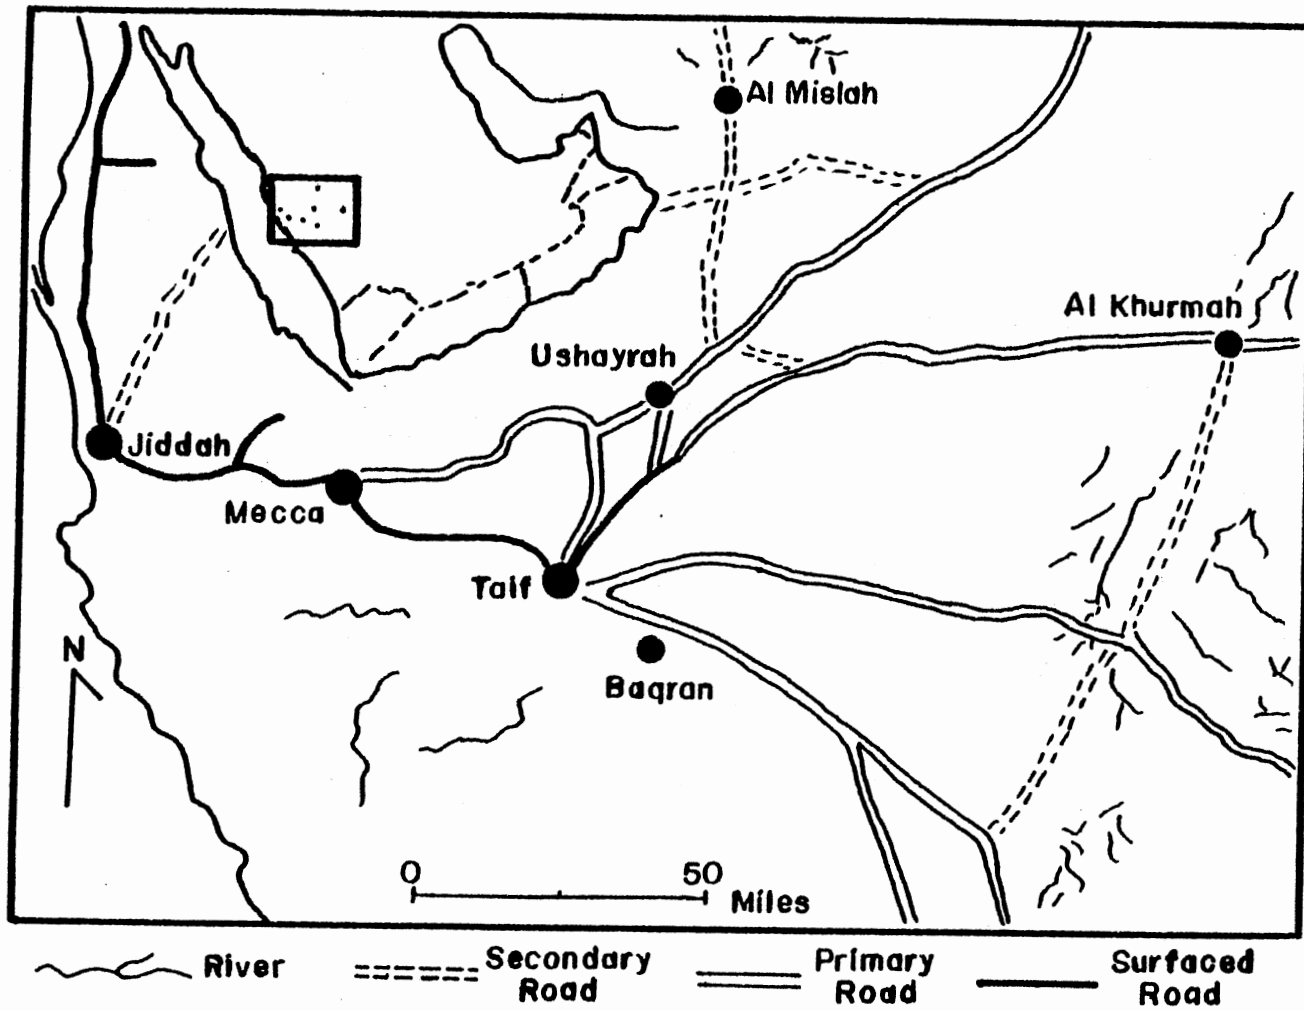 Al Mislah
Al Khurmah
Ushayrah
Jiddah
Mecca
Taif
N
Baqran
0 50
Miles
River
Secondary
Road
Primary
Road
Surfaced
Road